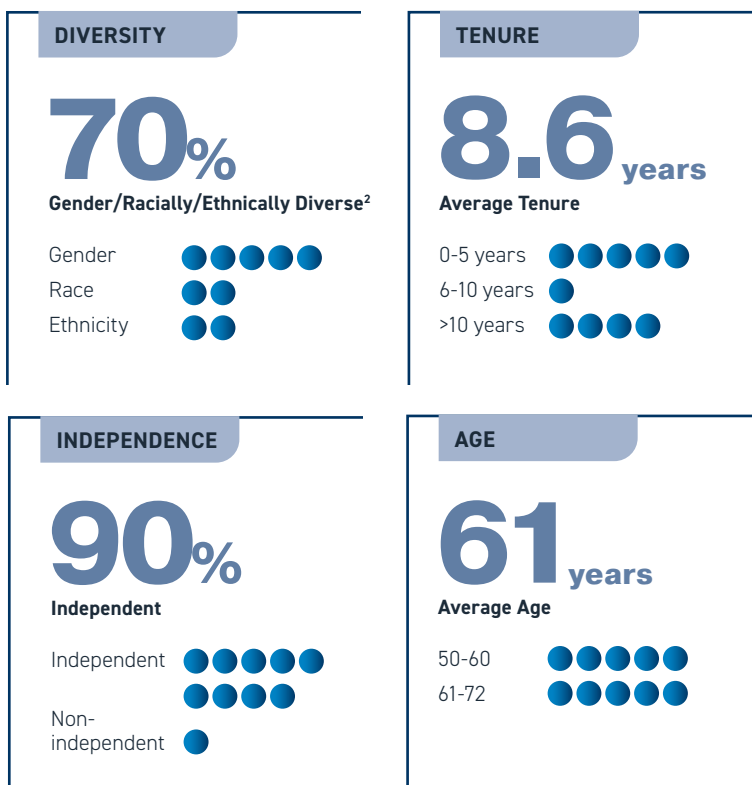 DIVERSITY
70%
Gender/Racially/Ethnically Diverse²
Gender
Race
Ethnicity
TENURE
8.6 years
Average Tenure
0-5 years
6-10 years
>10 years
INDEPENDENCE
90%
Independent
Independent
Non-
independent
AGE
61 years
Average Age
50-60
61-72